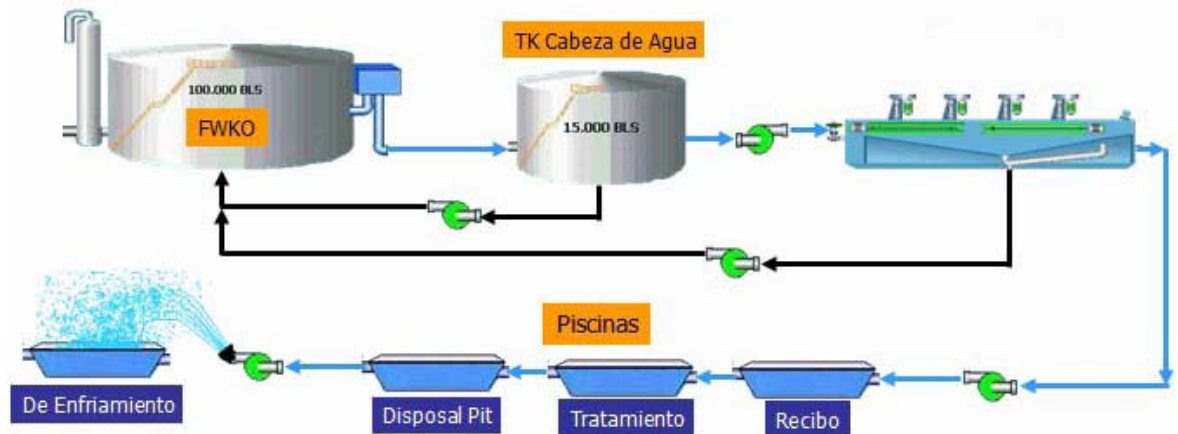 TK Cabeza de Agua
100.000 BLS
FWKO
15.000 BLS
Piscinas
De Enfriamiento
Disposal Pit
Tratamiento
Recibo